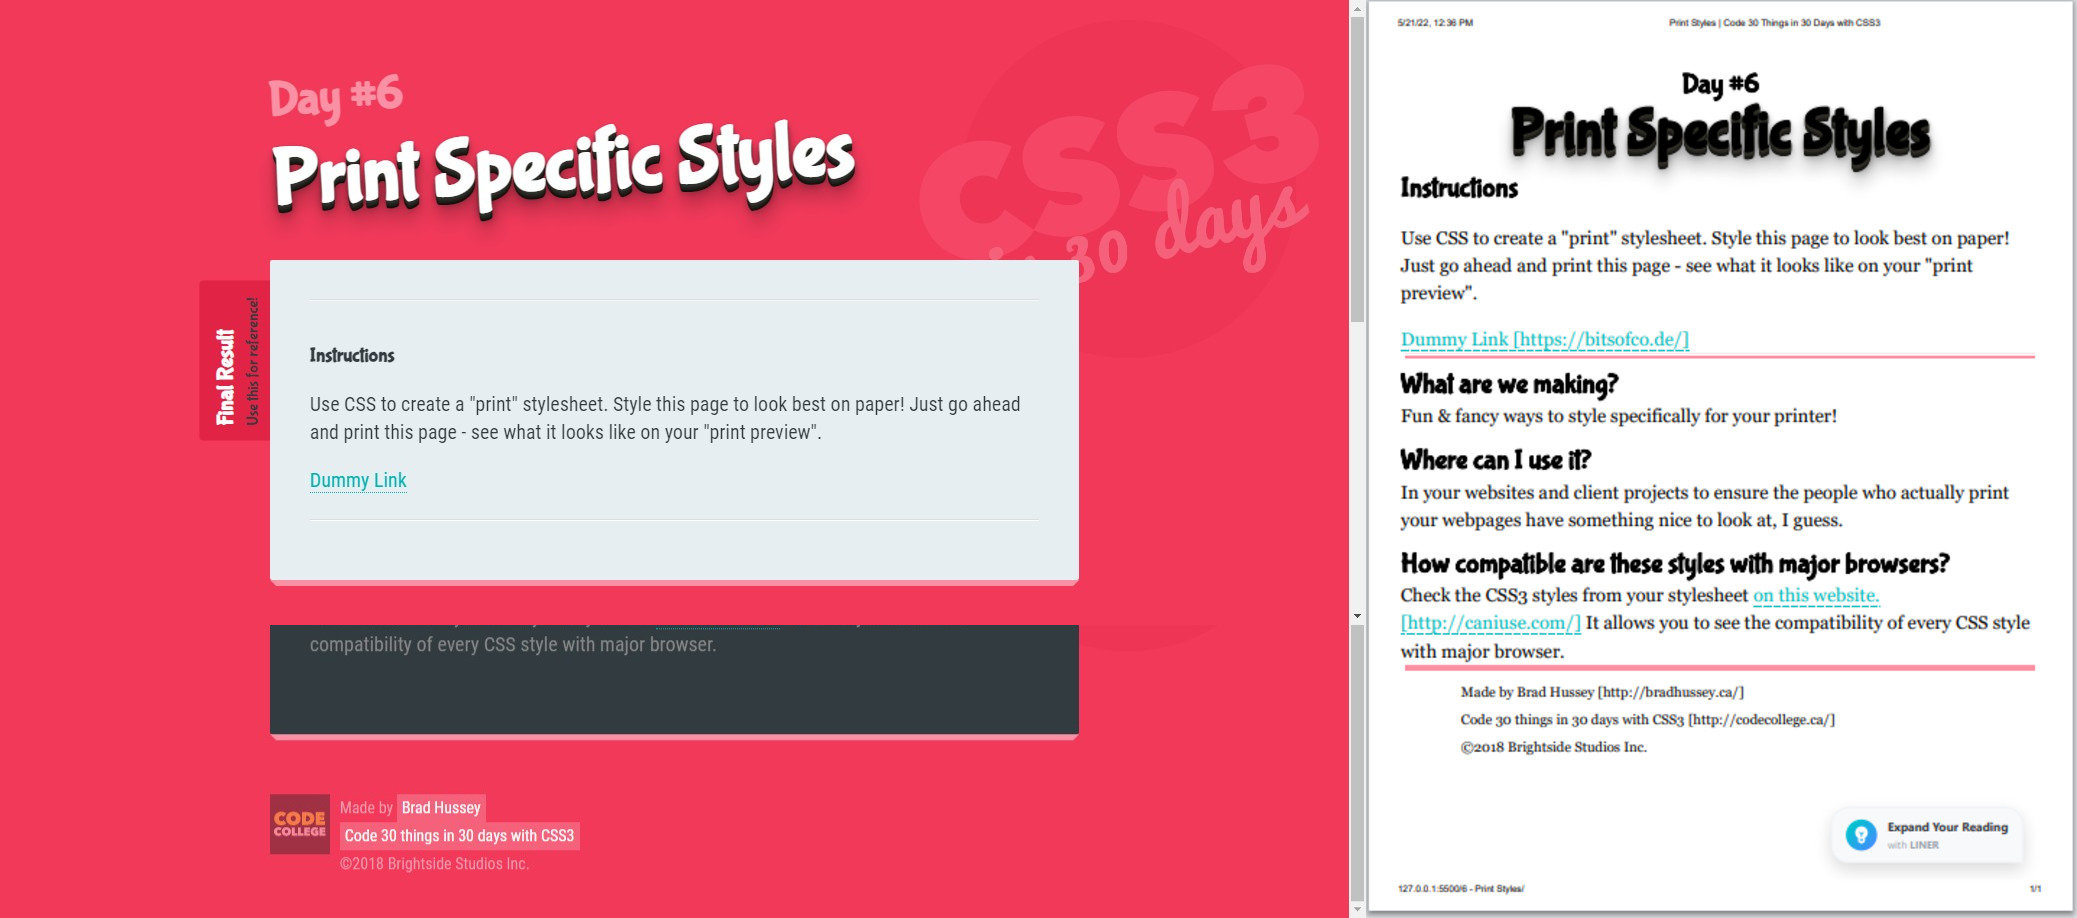 Day #6
Print Specific Styles
CSS3
30 days
Final Result
Use this for reference!
Instructions
Use CSS to create a "print" stylesheet. Style this page to look best on paper! Just go ahead
and print this page - see what it looks like on your "print preview".
Dummy Link
compatibility of every CSS style with major browser.
CODE
COLLEGE
Made by Brad Hussey
Code 30 things in 30 days with CSS3
©2018 Brightside Studios Inc.
5/21/22, 12:36 PM
Print Styles | Code 30 Things in 30 Days with CSS3
Day #6
Print Specific Styles
Instructions
Use CSS to create a "print" stylesheet. Style this page to look best on paper!
Just go ahead and print this page - see what it looks like on your "print
preview".
Dummy Link [https://bitsofco.de/]
What are we making?
Fun & fancy ways to style specifically for your printer!
Where can I use it?
In your websites and client projects to ensure the people who actually print
your webpages have something nice to look at, I guess.
How compatible are these styles with major browsers?
Check the CSS3 styles from your stylesheet on this website.
[http://caniuse.com/] It allows you to see the compatibility of every CSS style
with major browser.
Made by Brad Hussey [http://bradhussey.ca/]
Code 30 things in 30 days with CSS3 [http://codecollege.ca/]
©2018 Brightside Studios Inc.
Expand Your Reading
with LINER
127.0.0.1:5500/6 - Print Styles/
1/1